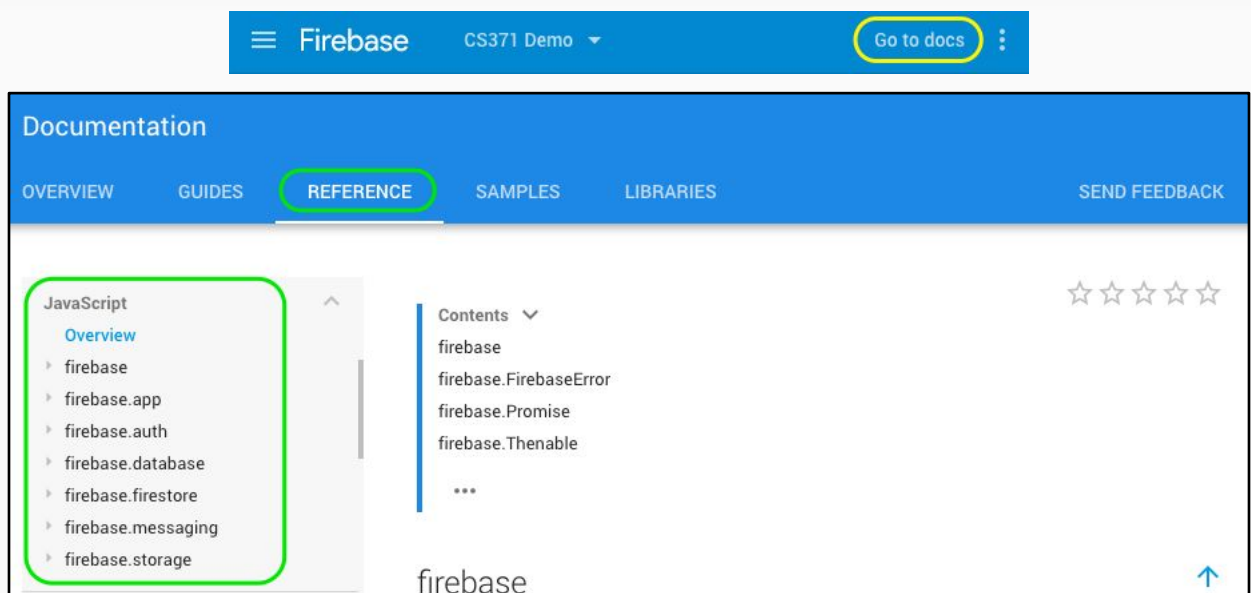 Firebase CS371 Demo Go to docs
Documentation
OVERVIEW GUIDES REFERENCE SAMPLES LIBRARIES SEND FEEDBACK
JavaScript
Overview
firebase
firebase.app
firebase.auth
firebase.database
firebase.firestore
firebase.messaging
firebase.storage
Contents
firebase
firebase.FirebaseError
firebase.Promise
firebase.Thenable
...
firebase